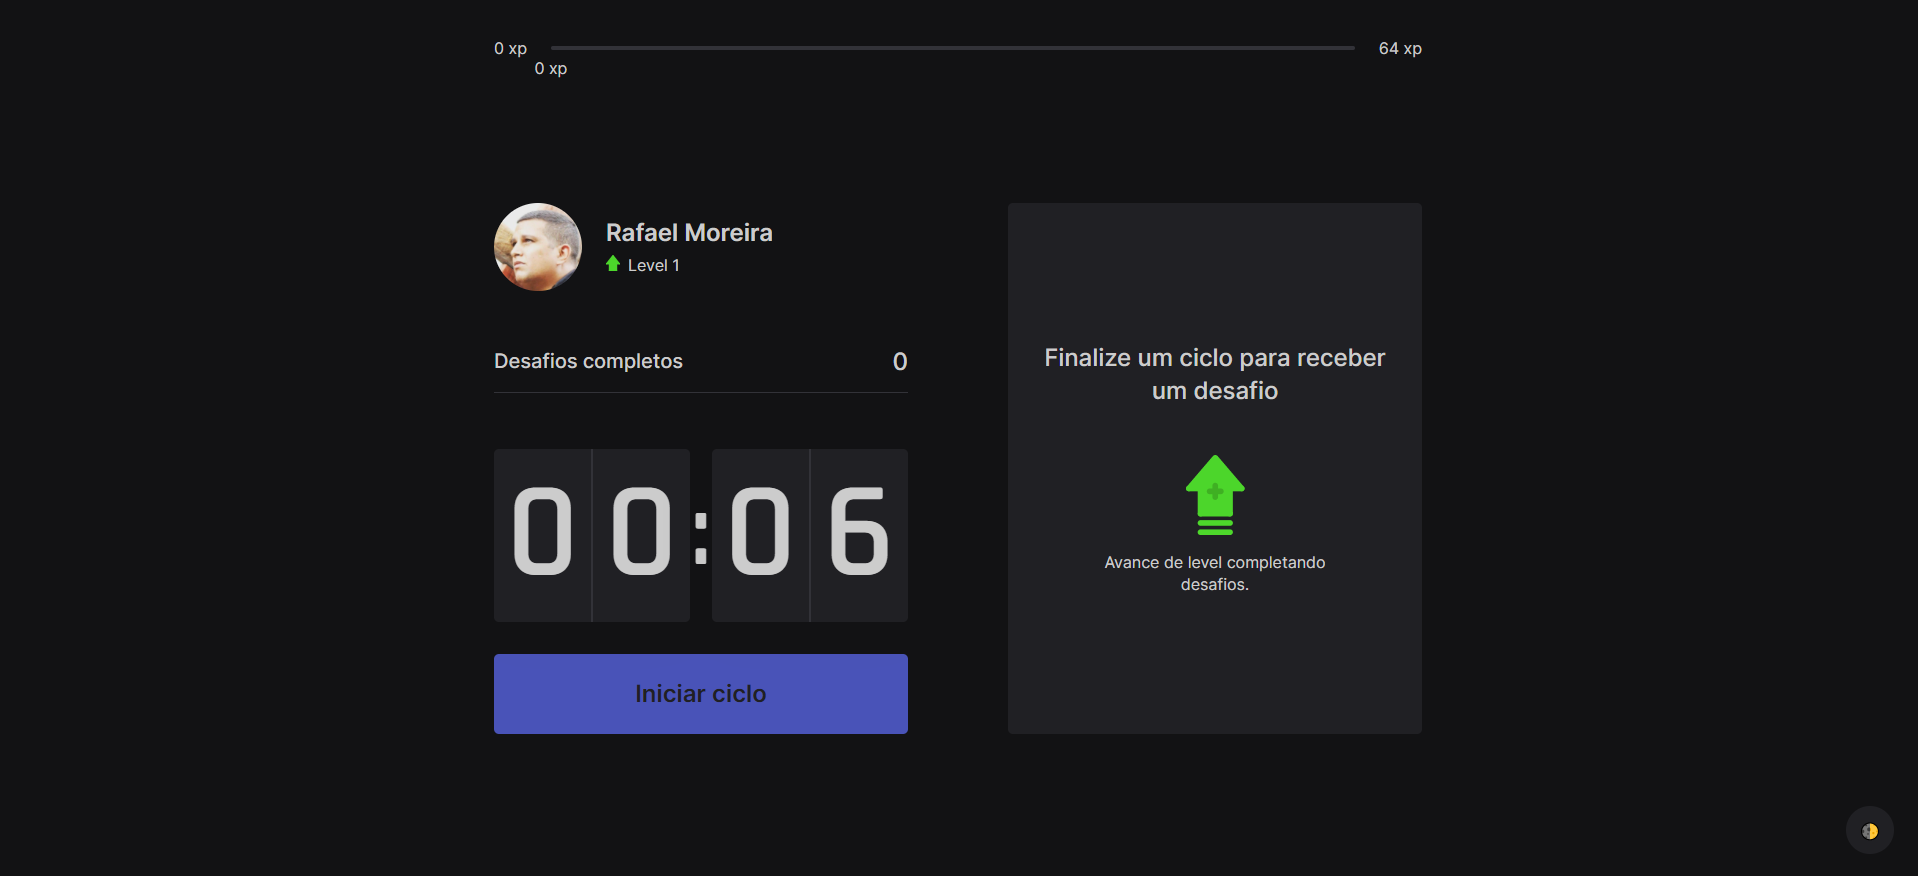 0 xp
64 xp
0 xp
Rafael Moreira
Level 1
Desafios completos
0
00:06
Iniciar ciclo
Finalize um ciclo para receber
um desafio
Avance de level completando
desafios.